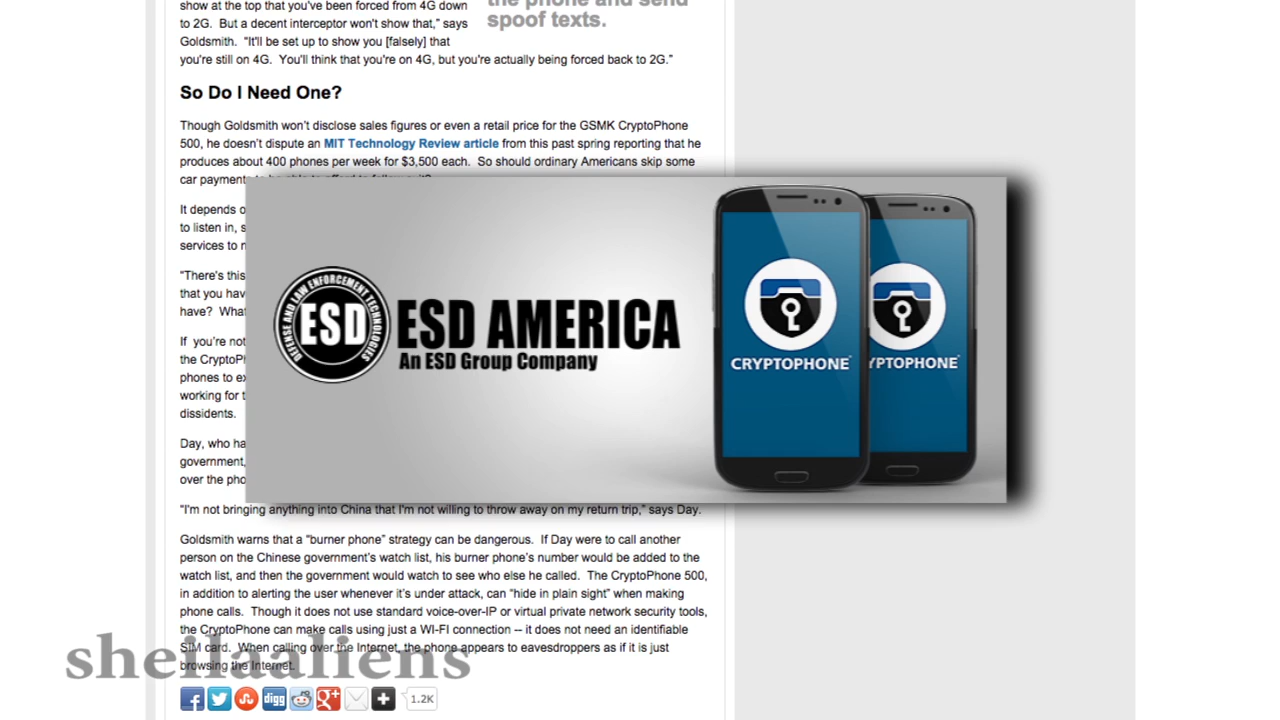 show at the top that you've been forced from 4G down
to 2G. But a decent interceptor won't show that," says
Goldsmith. "It'll be set up to show you [falsely] that
you're still on 4G. You'll think that you're on 4G, but you're actually being forced back to 2G."
the phone and send
spoof texts.
So Do I Need One?
Though Goldsmith won't disclose sales figures or even a retail price for the GSMK CryptoPhone
500, he doesn't dispute an MIT Technology Review article from this past spring reporting that he
produces about 400 phones per week for $3,500 each. So should ordinary Americans skip some
car payments to be able to afford to follow suit?
It depends o
to listen in, s
services to
"There's this
that you hav
have? Wha
If you're not
the CryptoP
phones to ex
working for t
dissidents.
Day, who ha
government,
over the pho
DEFENSE AND LAW ENFORCEMENT TECHNOLOGIES
ESD
ESD AMERICA
An ESD Group Company
CRYPTOPHONE
YPTOPHONE
"I'm not bringing anything into China that I'm not willing to throw away on my return trip," says Day.
Goldsmith warns that a "burner phone" strategy can be dangerous. If Day were to call another
person on the Chinese government's watch list, his burner phone's number would be added to the
watch list, and then the government would watch to see who else he called. The CryptoPhone 500,
in addition to alerting the user whenever it's under attack, can "hide in plain sight" when making
phone calls. Though it does not use standard voice-over-IP or virtual private network security tools,
the CryptoPhone can make calls using just a WI-FI connection -- it does not need an identifiable
SIM card. When calling over the Internet, the phone appears to eavesdroppers as if it is just
browsing the Internet.
sheilaaliens
digg
1.2K